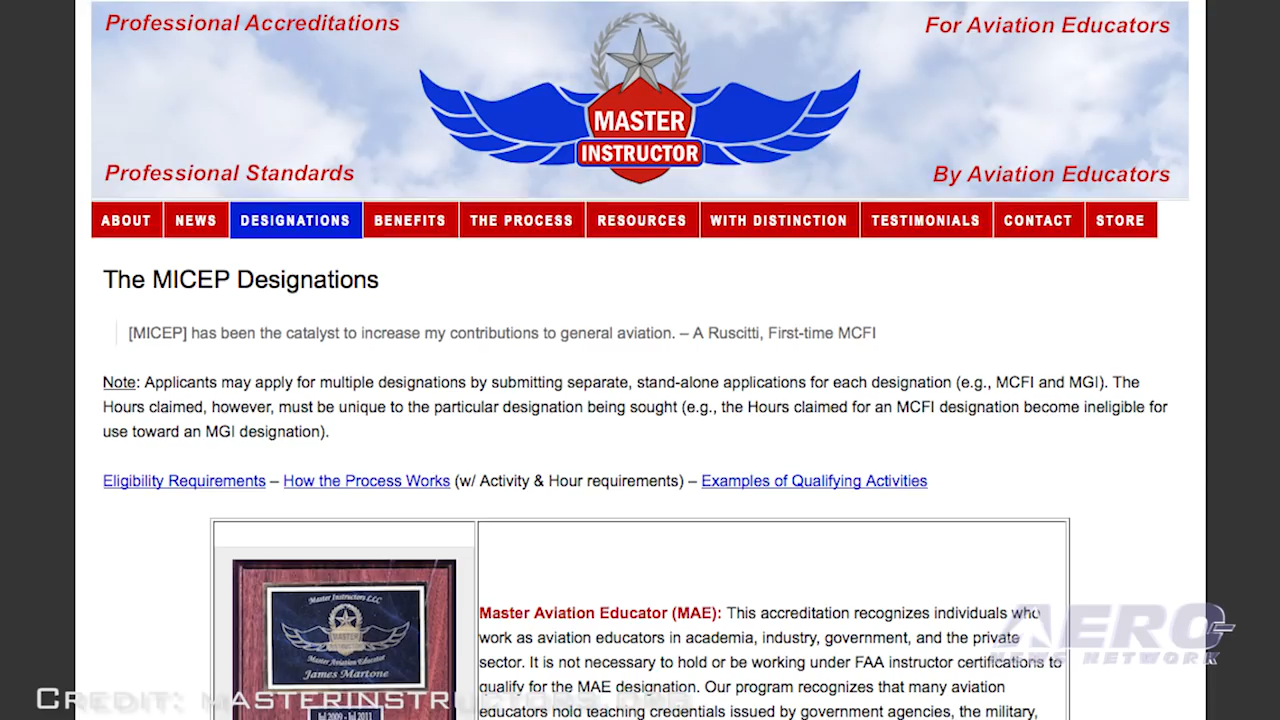 Professional Accreditations
For Aviation Educators
MASTER
INSTRUCTOR
Professional Standards
By Aviation Educators
ABOUT NEWS DESIGNATIONS BENEFITS THE PROCESS RESOURCES WITH DISTINCTION TESTIMONIALS CONTACT STORE
The MICEP Designations
[MICEP] has been the catalyst to increase my contributions to general aviation. – A Ruscitti, First-time MCFI
Note: Applicants may apply for multiple designations by submitting separate, stand-alone applications for each designation (e.g., MCFI and MGI). The
Hours claimed, however, must be unique to the particular designation being sought (e.g., the Hours claimed for an MCFI designation become ineligible for
use toward an MGI designation).
Eligibility Requirements – How the Process Works (w/ Activity & Hour requirements) – Examples of Qualifying Activities
Master Instructors LLC
MASTER
Master Aviation Educator
James Martone
Jul 2009 - Jul 2011
Master Aviation Educator (MAE): This accreditation recognizes individuals who
work as aviation educators in academia, industry, government, and the private
sector. It is not necessary to hold or be working under FAA instructor certifications to
qualify for the MAE designation. Our program recognizes that many aviation
educators hold teaching credentials issued by government agencies, the military,
AERO
NEWS NETWORK
CREDIT: MASTERINSTRUCTORS.ORG